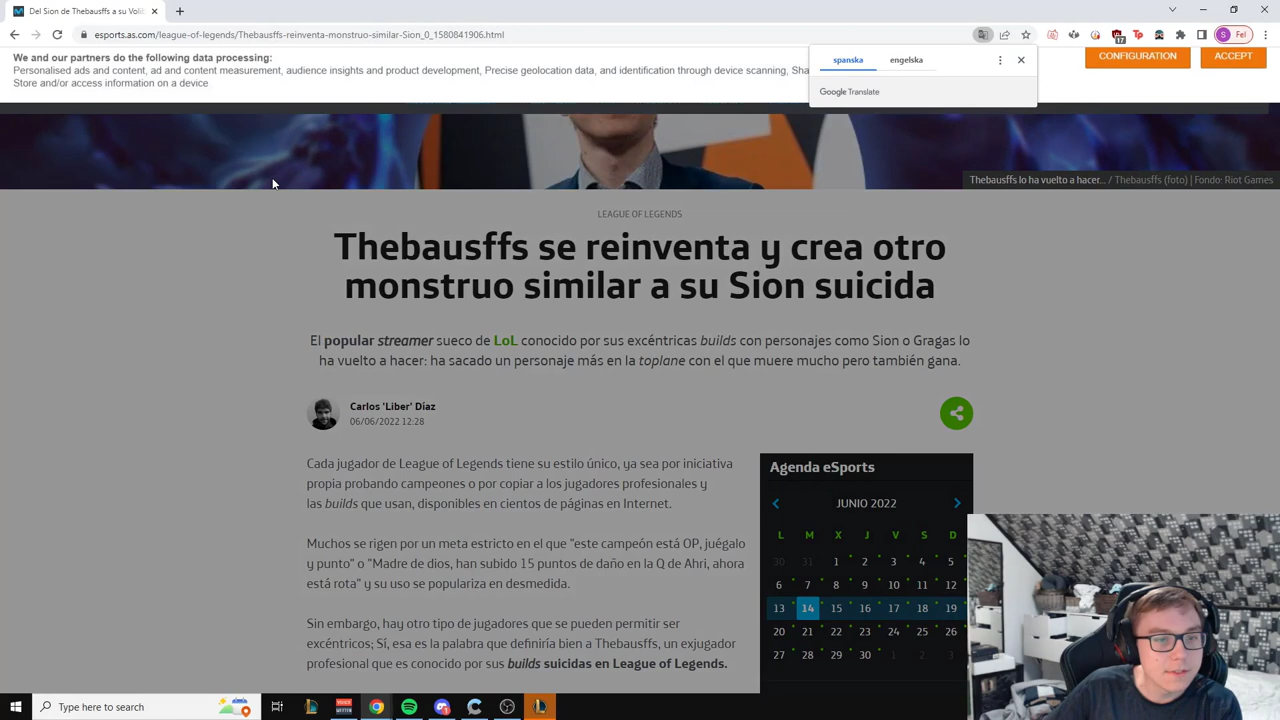 Del Sion de Thebausffs a su Voli
esports.as.com/league-of-legends/Thebausffs-reinventa-monstruo-similar-Sion_0_1580841906.html
Fel
We and our partners do the following data processing:
Personalised ads and content, ad and content measurement, audience insights and product development, Precise geolocation data, and identification through device scanning, Sha
Store and/or access information on a device
spanska
engelska
Google Translate
CONFIGURATION
ACCEPT
Thebausffs lo ha vuelto a hacer... / Thebausffs (foto) | Fondo: Riot Games
LEAGUE OF LEGENDS
Thebausffs se reinventa y crea otro
monstruo similar a su Sion suicida
El popular streamer sueco de LoL conocido por sus excéntricas builds con personajes como Sion o Gragas lo
ha vuelto a hacer: ha sacado un personaje más en la toplane con el que muere mucho pero también gana.
Carlos 'Liber' Díaz
06/06/2022 12:28
Cada jugador de League of Legends tiene su estilo único, ya sea por iniciativa
propia probando campeones o por copiar a los jugadores profesionales y
las builds que usan, disponibles en cientos de páginas en Internet.
Muchos se rigen por un meta estricto en el que "este campeón está OP, juégalo
y punto" o "Madre de dios, han subido 15 puntos de daño en la Q de Ahri, ahora
está rota" y su uso se populariza en desmedida.
Sin embargo, hay otro tipo de jugadores que se pueden permitir ser
excéntricos; Sí, esa es la palabra que definiría bien a Thebausffs, un exjugador
profesional que es conocido por sus builds suicidas en League of Legends.
Agenda eSports
JUNIO 2022
L M X J V S D
30 31 1 2 3 4 5
6 7 8 9 10 11 12
13 14 15 16 17 18 19
20 21 22 23 24 25 26
27 28 29 30 1 2 3
Type here to search